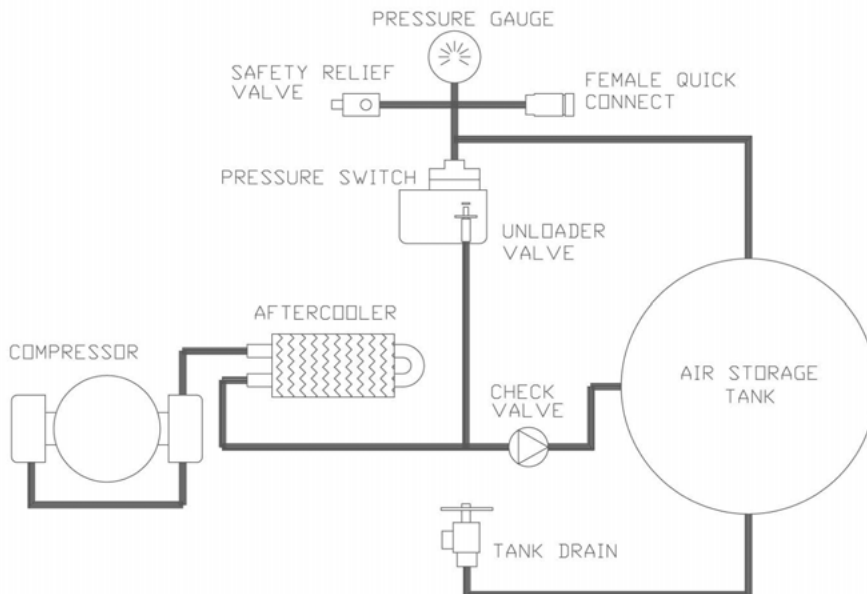 PRESSURE GAUGE
SAFETY RELIEF
VALVE
FEMALE QUICK
CONNECT
PRESSURE SWITCH
UNLOADER
VALVE
AFTERCOOLER
COMPRESSOR
CHECK
VALVE
AIR STORAGE
TANK
TANK DRAIN